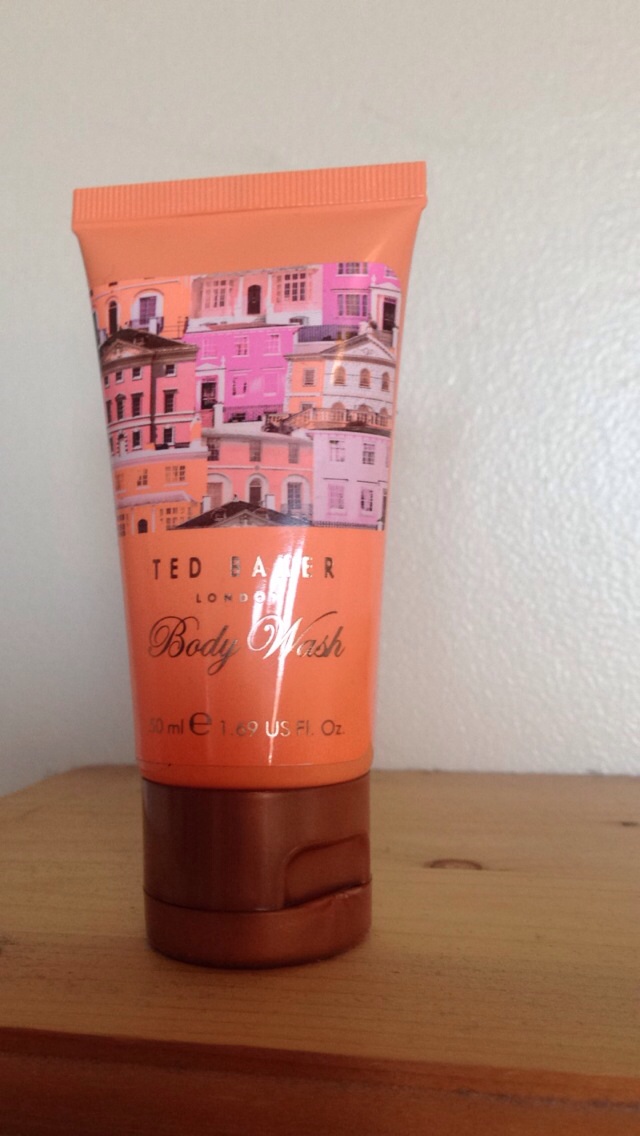 TED BAKER
LONDON
Body Wash
50 ml e 1.69 US Fl. Oz.